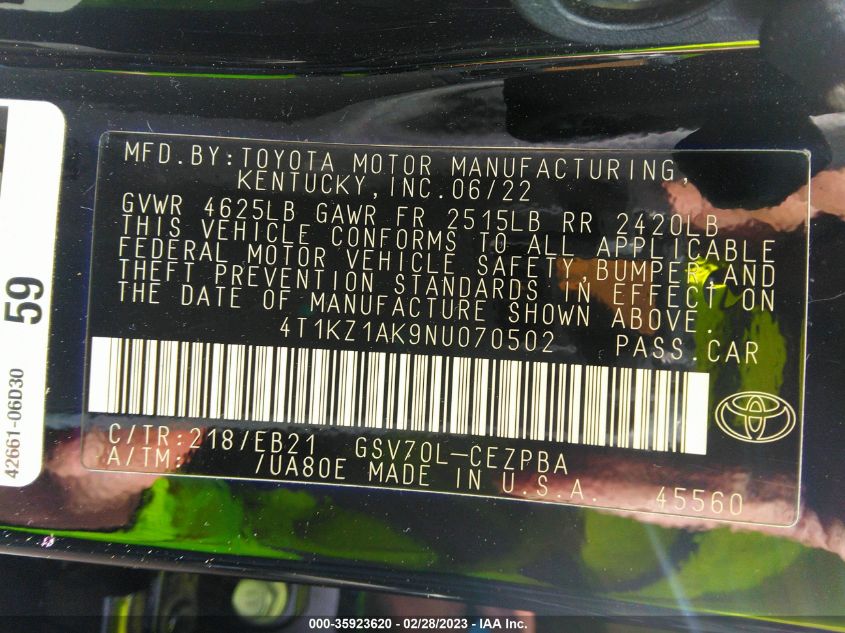 MFD.BY:TOYOTA MOTOR MANUFACTURING,
KENTUCKY,INC.06/22
GVWR 4625LB GAWR FR 2515LB RR 2420LB
THIS VEHICLE CONFORMS TO ALL APPLICABLE
FEDERAL MOTOR VEHICLE SAFETY,BUMPER,AND
THEFT PREVENTION STANDARDS IN EFFECT ON
THE DATE OF MANUFACTURE SHOWN ABOVE.
4T1KZ1AK9NU070502 PASS.CAR
C/TR:218/EB21 GSV70L-CEZPBA
A/TM: /UA80E MADE IN U.S.A. 45560
59
42661-06D30
000-35923620 - 02/28/2023 - IAA Inc.